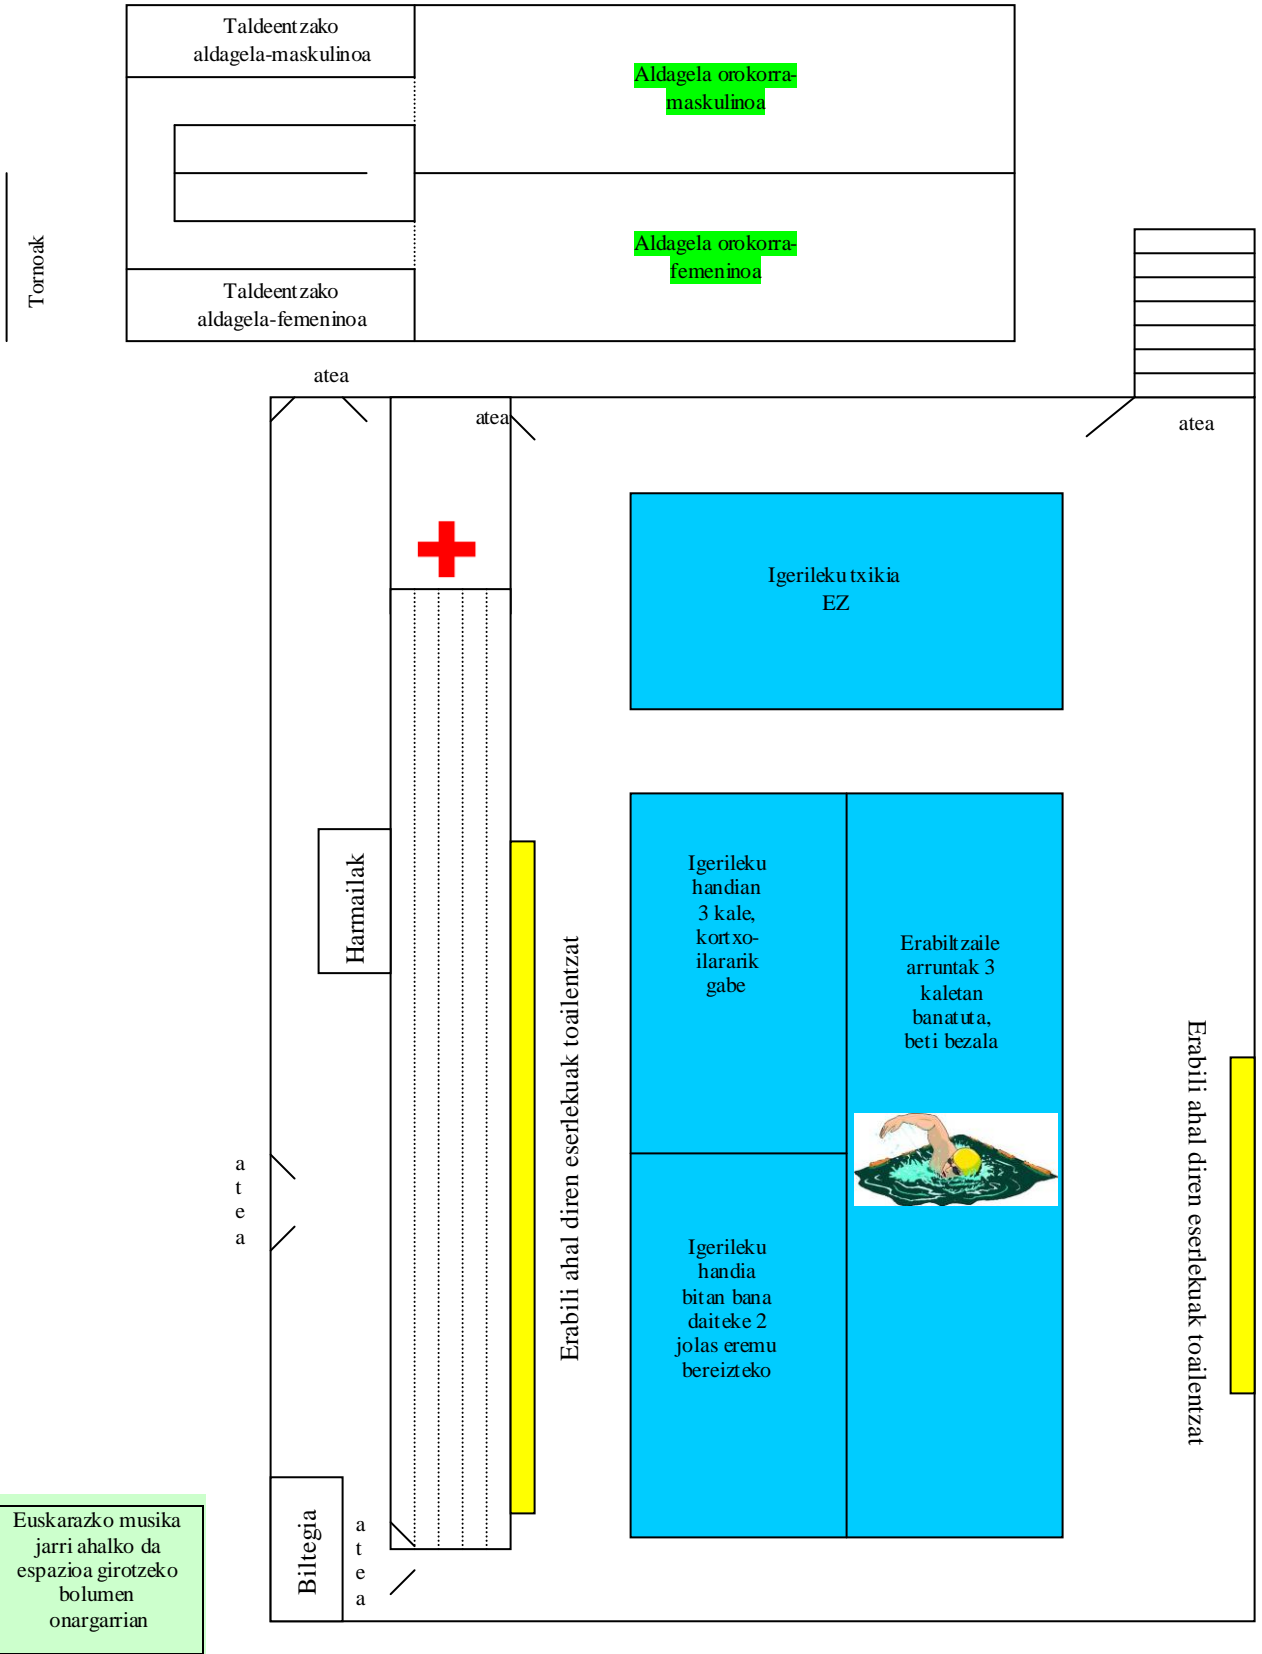 Taldeentzako
aldagela-maskulinoa
Aldagela orokorra-
maskulinoa
Tornoak
Aldagela orokorra-
femeninoa
Taldeentzako
aldagela-femeninoa
atea
atea
atea
Igerileku txikia
EZ
Harmailak
Erabili ahal diren eserlekuak toailentzat
Igerileku
handian
3 kale,
kortxo-
ilararik
gabe
Erabiltzaile
arruntak 3
kaletan
banatuta,
beti bezala
Erabili ahal diren eserlekuak toailentzat
atea
Igerileku
handia
bitan bana
daiteke 2
jolas eremu
bereizteko
Biltegia
atea
Euskarazko musika
jarri ahalko da
espazioa girotzeko
bolumen
onargarrian